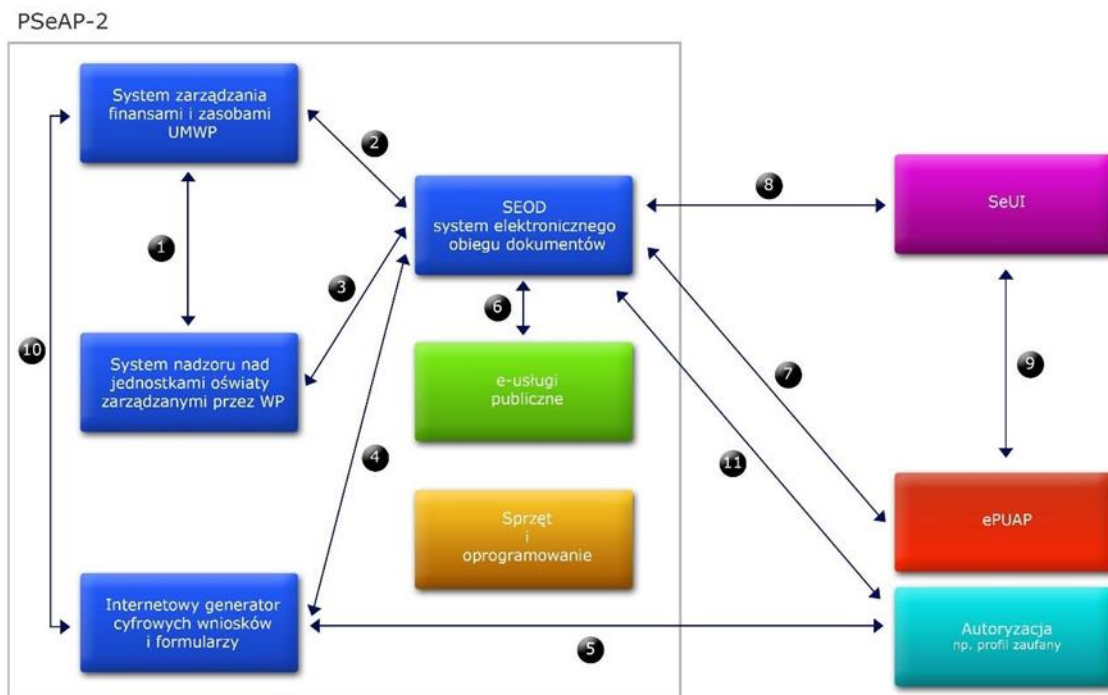 PSeAP-2
System zarządzania
finansami i zasobami
UMWP
2
8
SEOD
system elektronicznego
obiegu dokumentów
SeUI
1
3
6
10
System nadzoru nad
jednostkami oświaty
zarządzanymi przez WP
e-usługi
publiczne
7
9
4
11
Sprzęt
i
oprogramowanie
ePUAP
Internetowy generator
cyfrowych wniosków
i formularzy
5
Autoryzacja
np. profil zaufany